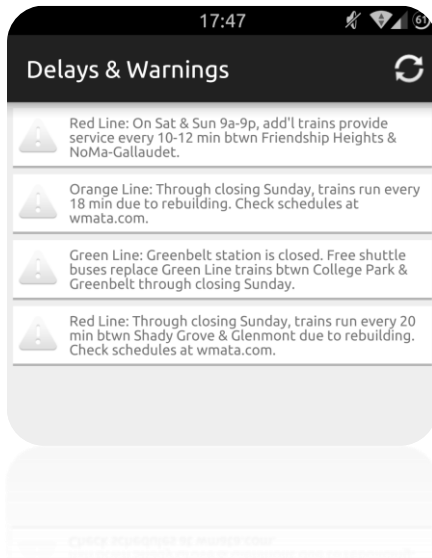 17:47
61
Delays & Warnings
Red Line: On Sat & Sun 9a-9p, add'l trains provide
service every 10-12 min btwn Friendship Heights &
NoMa-Gallaudet.
Orange Line: Through closing Sunday, trains run every
18 min due to rebuilding. Check schedules at
wmata.com.
Green Line: Greenbelt station is closed. Free shuttle
buses replace Green Line trains btwn College Park &
Greenbelt through closing Sunday.
Red Line: Through closing Sunday, trains run every 20
min btwn Shady Grove & Glenmont due to rebuilding.
Check schedules at wmata.com.